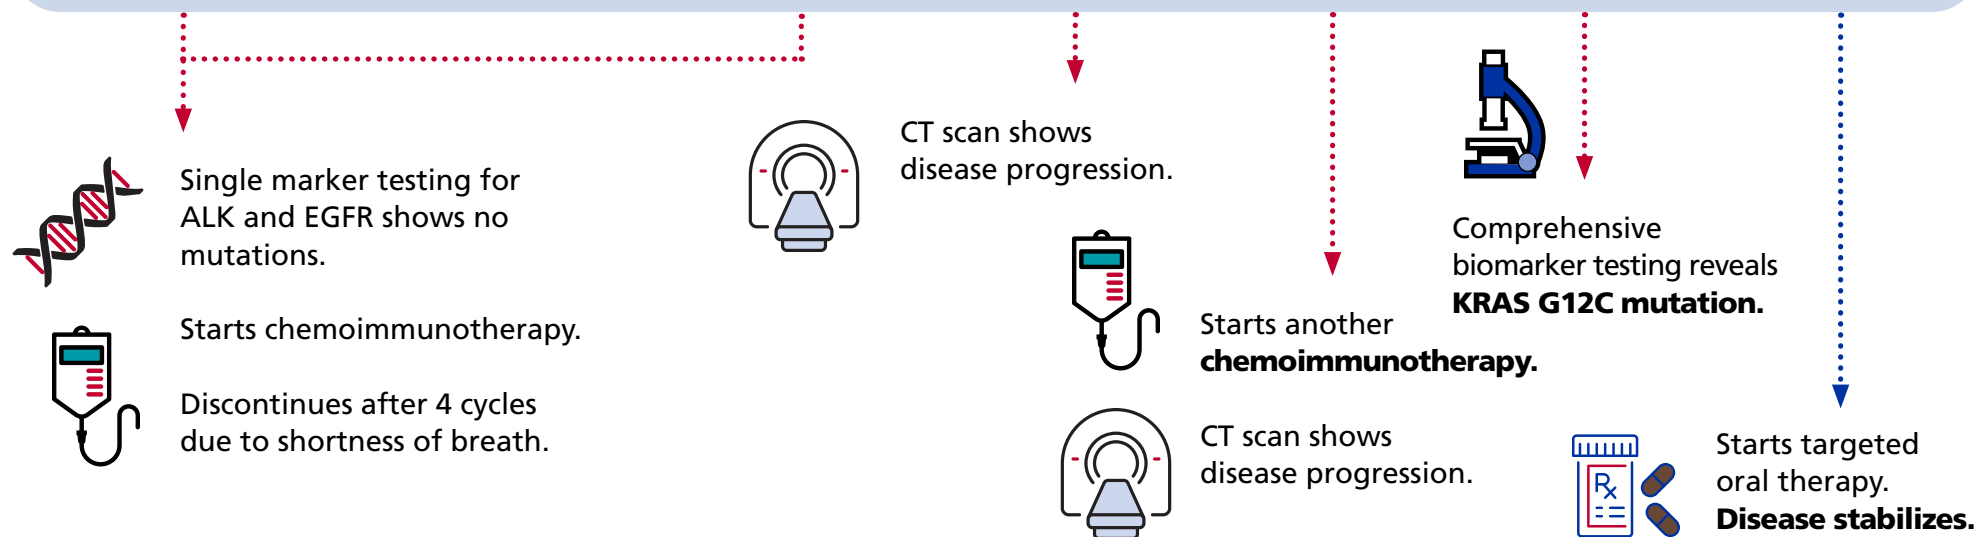 Single marker testing for
ALK and EGFR shows no
mutations.
Starts chemoimmunotherapy.
Discontinues after 4 cycles
due to shortness of breath.
CT scan shows
disease progression.
Starts another
chemoimmunotherapy.
CT scan shows
disease progression.
Comprehensive
biomarker testing reveals
KRAS G12C mutation.
Rx
Starts targeted
oral therapy.
Disease stabilizes.